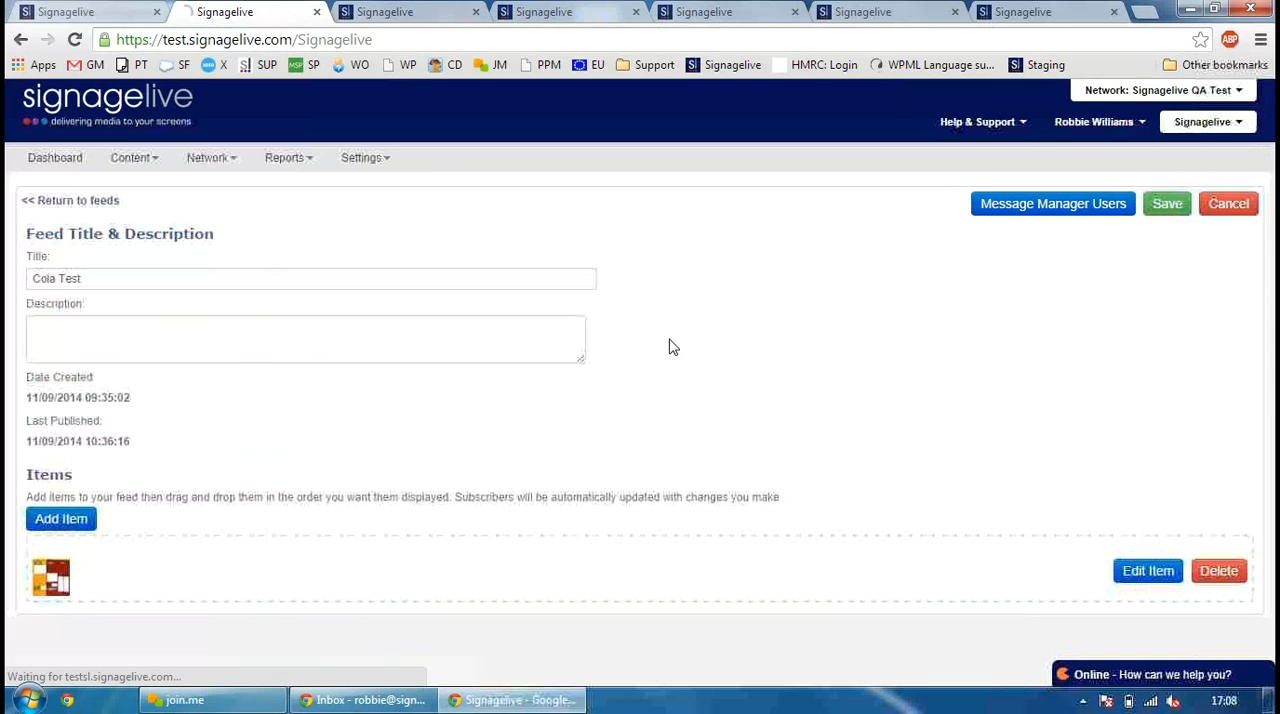 Signagelive
Signagelive
Signagelive
Signagelive
Signagelive
Signagelive
Signagelive
https://test.signagelive.com/Signagelive
ABP
Apps GM PT SF X SUP SP WO WP CD JM PPM EU Support Signagelive HMRC: Login WPML Language su... Staging Other bookmarks
signagelive
delivering media to your screens
Network: Signagelive QA Test
Help & Support Robbie Williams Signagelive
Dashboard Content Network Reports Settings
<< Return to feeds
Message Manager Users Save Cancel
Feed Title & Description
Title:
Cola Test
Description:
Date Created:
11/09/2014 09:35:02
Last Published:
11/09/2014 10:36:16
Items
Add items to your feed then drag and drop them in the order you want them displayed. Subscribers will be automatically updated with changes you make
Add Item
Edit Item Delete
Waiting for testsl.signagelive.com...
Online - How can we help you?
join.me
Inbox - robbie@sign...
Signagelive - Google...
17:08